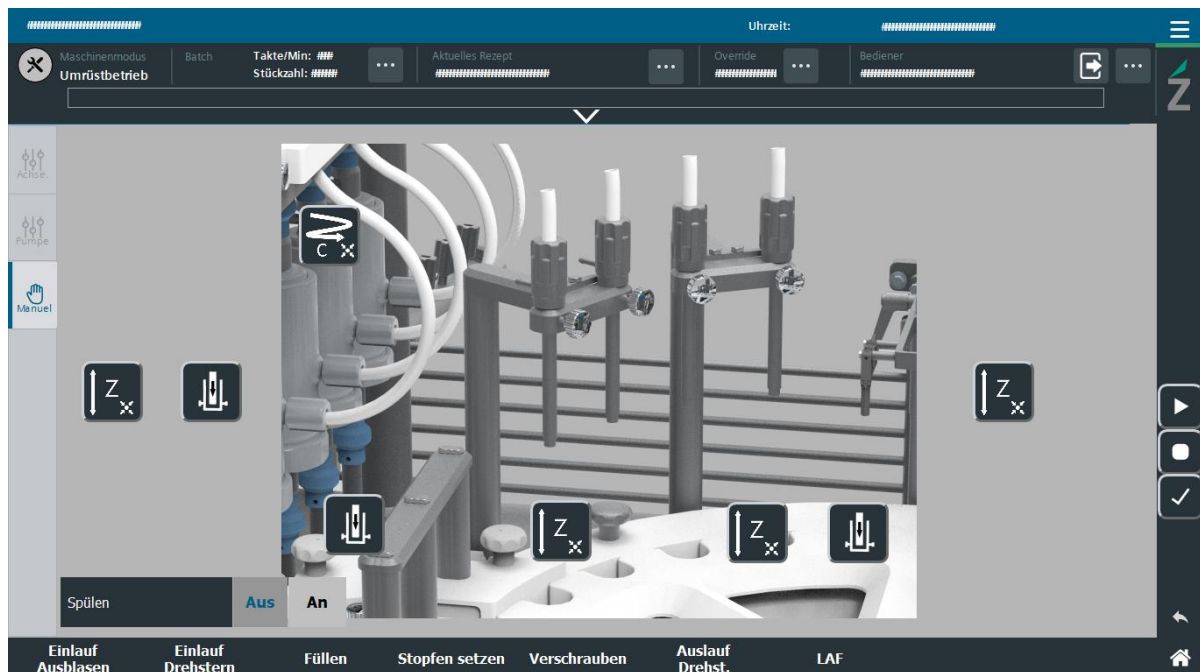 ############################
Uhrzeit:
############################
Maschinenmodus
Umrüstbetrieb
Batch
Takte/Min: ###
Stückzahl: ######
Aktuelles Rezept
############################
Override
###############
Bediener
############################
Z
Achse.
Pumpe
Manuel
C
Z
Z
Z
Z
Spülen
Aus
An
Einlauf
Ausblasen
Einlauf
Drehstern
Füllen
Stopfen setzen
Verschrauben
Auslauf
Drehst.
LAF